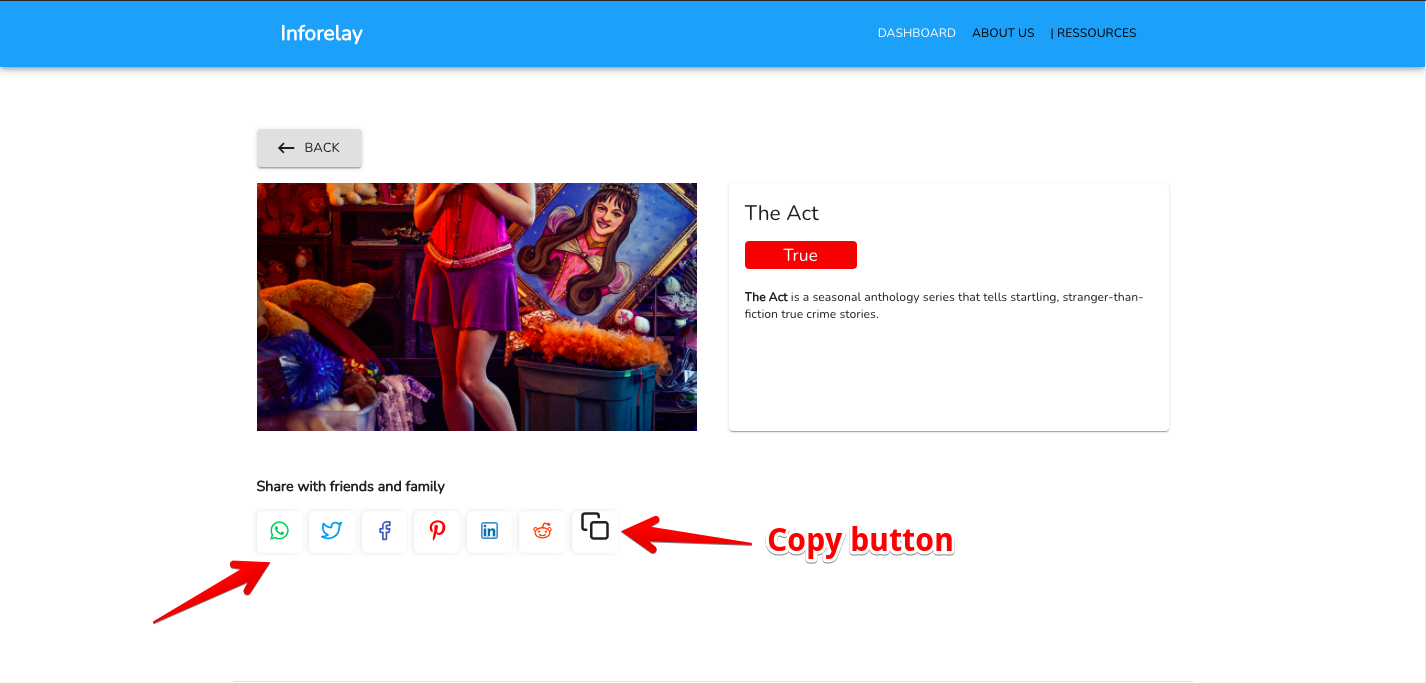 Inforelay
DASHBOARD ABOUT US | RESSOURCES
BACK
The Act
True
The Act is a seasonal anthology series that tells startling, stranger-than-
fiction true crime stories.
Share with friends and family
Copy button